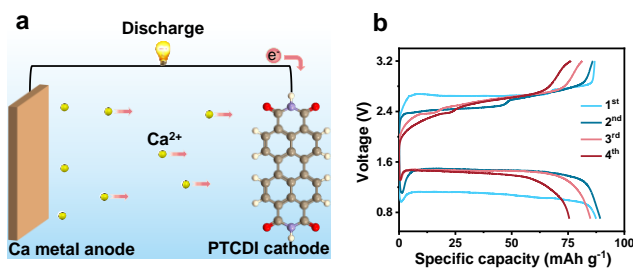 a
Discharge
e⁻
Ca²⁺
Ca metal anode
PTCDI cathode
b
Voltage (V)
3.2
2.4
1.6
0.8
1ˢᵗ
2ⁿᵈ
3ʳᵈ
4ᵗʰ
0
25
50
75
100
Specific capacity (mAh g⁻¹)